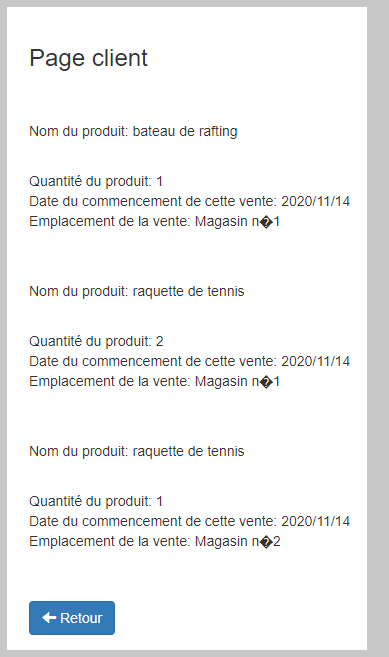 Page client
Nom du produit: bateau de rafting
Quantité du produit: 1
Date du commencement de cette vente: 2020/11/14
Emplacement de la vente: Magasin n�1
Nom du produit: raquette de tennis
Quantité du produit: 2
Date du commencement de cette vente: 2020/11/14
Emplacement de la vente: Magasin n�1
Nom du produit: raquette de tennis
Quantité du produit: 1
Date du commencement de cette vente: 2020/11/14
Emplacement de la vente: Magasin n�2
Retour